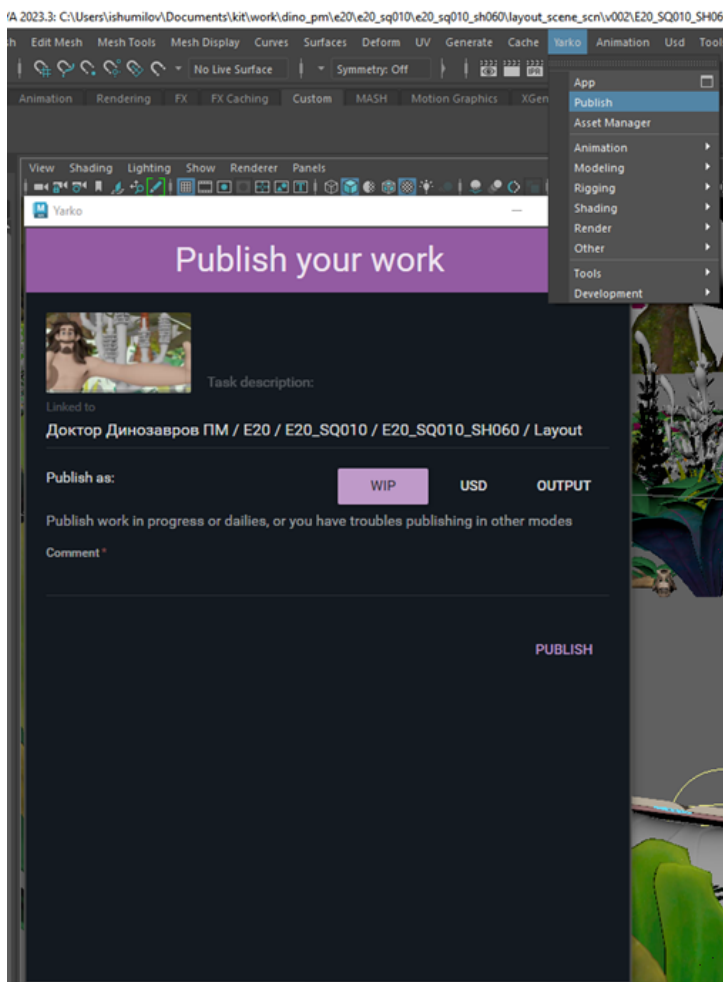 /A 2023.3: C:\Users\ishumilov\Documents\kit\work\dino_pm\e20\e20_sq010\e20_sq010_sh060\layout_scene_scn\v002\E20_SQ010_SH06
sh Edit Mesh Mesh Tools Mesh Display Curves Surfaces Deform UV Generate Cache Yarko Animation Usd Tool
No Live Surface Symmetry: Off IPR
Animation Rendering FX FX Caching Custom MASH Motion Graphics XGen
App
Publish
Asset Manager
Animation
Modeling
Rigging
Shading
Render
Other
Tools
Development
View Shading Lighting Show Renderer Panels
Yarko
Publish your work
Task description:
Linked to
Доктор Динозавров ПМ / E20 / E20_SQ010 / E20_SQ010_SH060 / Layout
Publish as:
WIP USD OUTPUT
Publish work in progress or dailies, or you have troubles publishing in other modes
Comment *
PUBLISH